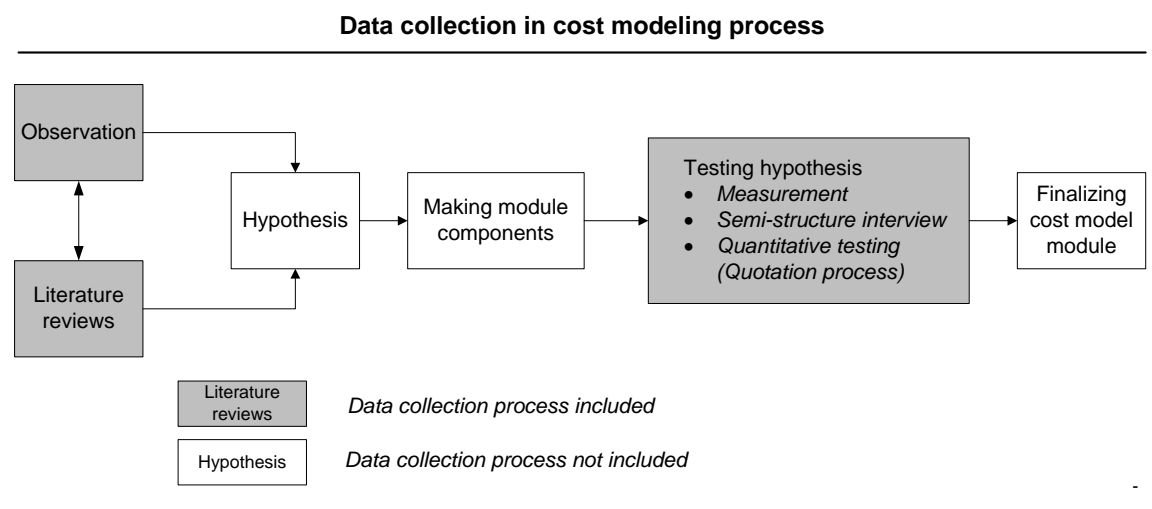 Data collection in cost modeling process
Observation
Literature
reviews
Hypothesis
Making module
components
Testing hypothesis
• Measurement
• Semi-structure interview
• Quantitative testing
(Quotation process)
Finalizing
cost model
module
Literature
reviews
Data collection process included
Hypothesis
Data collection process not included
-